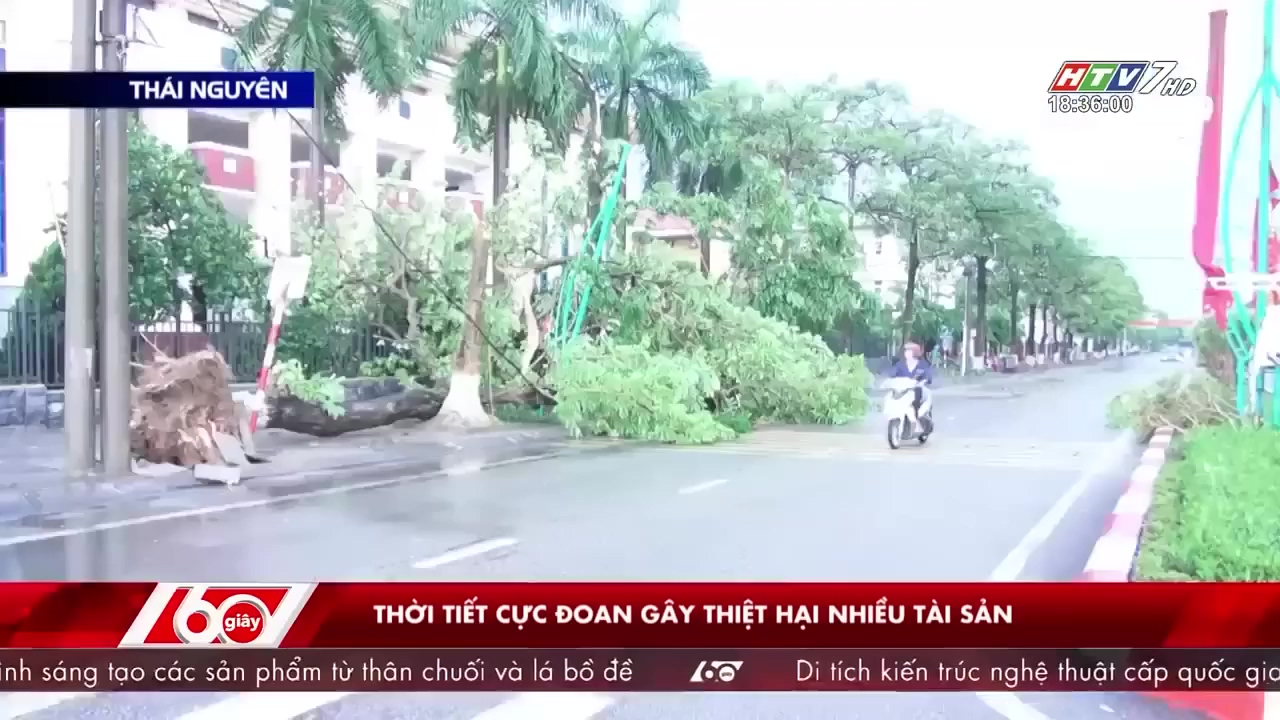 THÁI NGUYÊN
HTV7 HD
18:36:00
60 giây
THỜI TIẾT CỰC ĐOAN GÂY THIỆT HẠI NHIỀU TÀI SẢN
inh sáng tạo các sản phẩm từ thân chuối và lá bồ đề 60 Di tích kiến trúc nghệ thuật cấp quốc gia